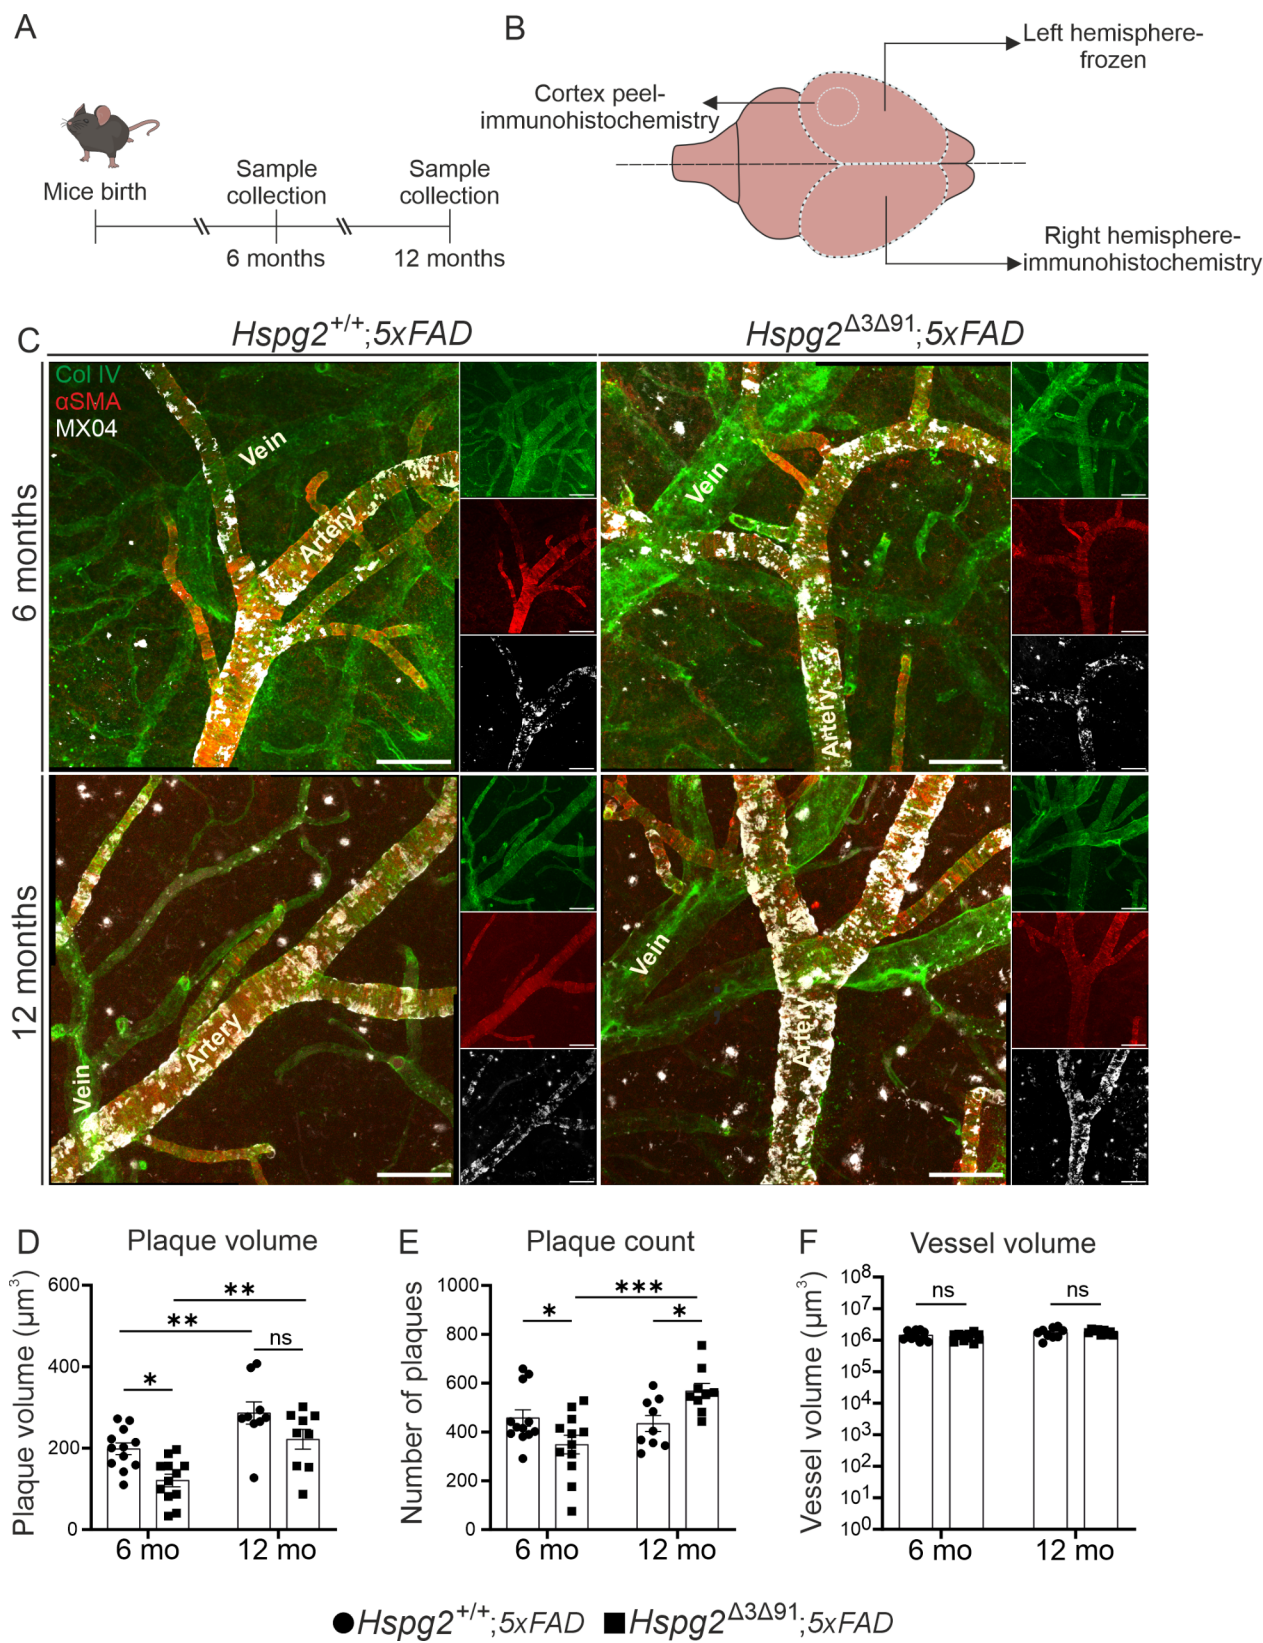 A
B
Mice birth
Sample
collection
6 months
Sample
collection
12 months
Left hemisphere-
frozen
Cortex peel-
immunohistochemistry
Right hemisphere-
immunohistochemistry
C
Hspg2+/+;5xFAD
Hspg2Δ3Δ91;5xFAD
6 months
Col IV
αSMA
MX04
Vein
Artery
Vein
Artery
12 months
Vein
Artery
Vein
Artery
D
Plaque volume
Plaque volume (µm³)
600
400
200
0
**
**
*
ns
6 mo
12 mo
E
Plaque count
Number of plaques
1000
800
600
400
200
0
***
*
*
6 mo
12 mo
F
Vessel volume
Vessel volume (µm³)
10⁸
10⁷
10⁶
10⁵
10⁴
10³
10²
10¹
10⁰
ns
ns
6 mo
12 mo
Hspg2+/+;5xFAD
Hspg2Δ3Δ91;5xFAD